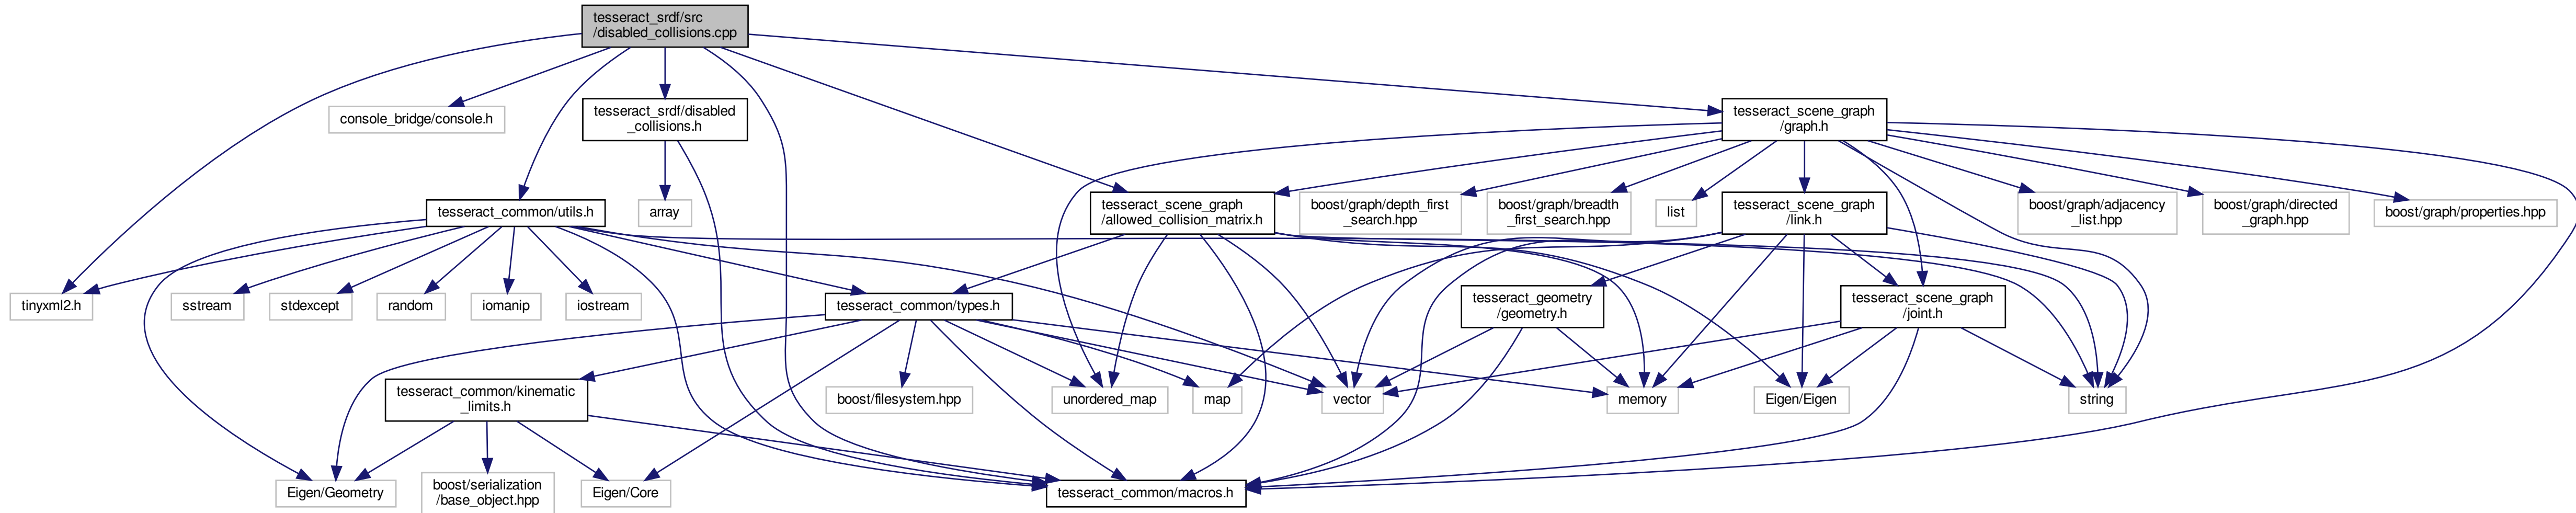 tesseract_srdf/src
/disabled_collisions.cpp
console_bridge/console.h
tesseract_srdf/disabled
_collisions.h
tesseract_scene_graph
/graph.h
tesseract_common/utils.h
array
tesseract_scene_graph
/allowed_collision_matrix.h
boost/graph/depth_first
_search.hpp
boost/graph/breadth
_first_search.hpp
list
tesseract_scene_graph
/link.h
boost/graph/adjacency
_list.hpp
boost/graph/directed
_graph.hpp
boost/graph/properties.hpp
tinyxml2.h
sstream
stdexcept
random
iomanip
iostream
tesseract_common/types.h
tesseract_geometry
/geometry.h
tesseract_scene_graph
/joint.h
tesseract_common/kinematic
_limits.h
boost/filesystem.hpp
unordered_map
map
vector
memory
Eigen/Eigen
string
Eigen/Geometry
boost/serialization
/base_object.hpp
Eigen/Core
tesseract_common/macros.h